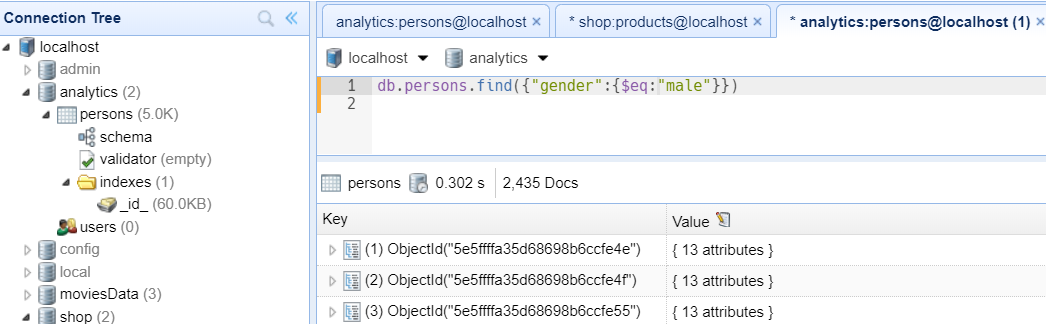 Connection Tree
localhost
admin
analytics (2)
persons (5.0K)
schema
validator (empty)
indexes (1)
_id_ (60.0KB)
users (0)
config
local
moviesData (3)
shop (2)
analytics:persons@localhost × * shop:products@localhost × * analytics:persons@localhost (1) ×
localhost analytics
1 db.persons.find({"gender":{$eq:"male"}})
2
persons 0.302 s 2,435 Docs
Key Value
(1) ObjectId("5e5ffffa35d68698b6ccfe4e") { 13 attributes }
(2) ObjectId("5e5ffffa35d68698b6ccfe4f") { 13 attributes }
(3) ObjectId("5e5ffffa35d68698b6ccfe55") { 13 attributes }